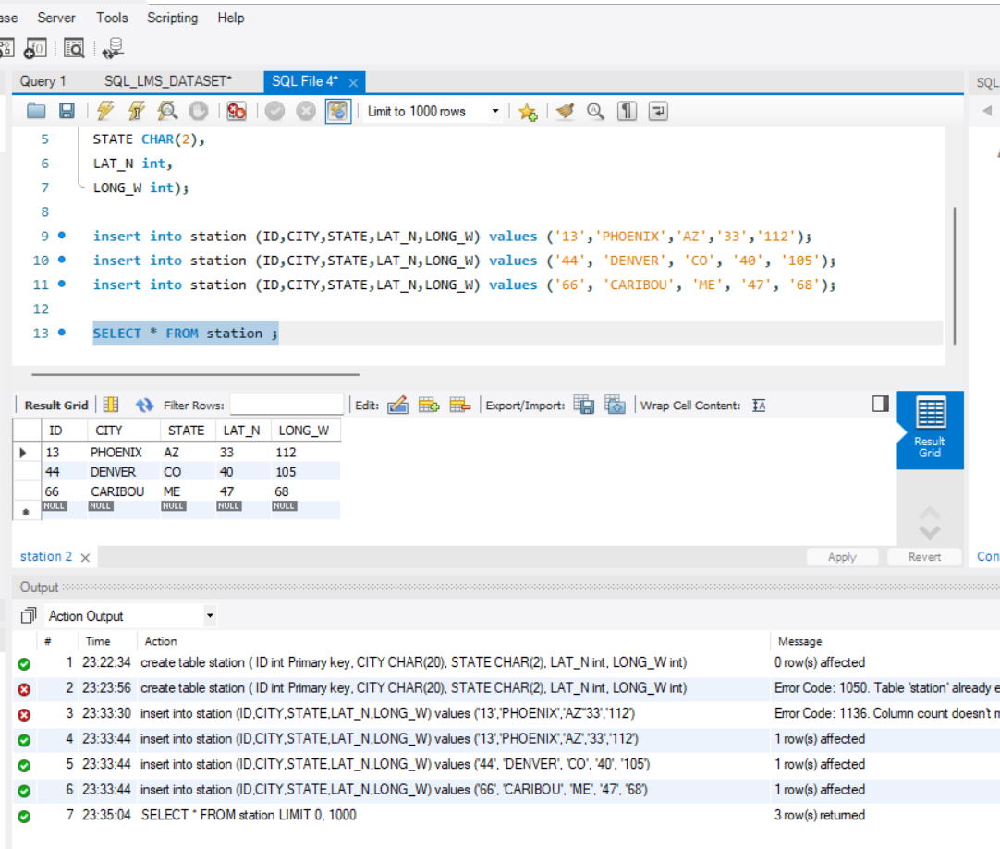 ase Server Tools Scripting Help
Query 1 SQL_LMS_DATASET* SQL File 4* SQL
Limit to 1000 rows
5 STATE CHAR(2),
6 LAT_N int,
7 LONG_W int);
8
9 insert into station (ID,CITY,STATE,LAT_N,LONG_W) values ('13','PHOENIX','AZ','33','112');
10 insert into station (ID,CITY,STATE,LAT_N,LONG_W) values ('44', 'DENVER', 'CO', '40', '105');
11 insert into station (ID,CITY,STATE,LAT_N,LONG_W) values ('66', 'CARIBOU', 'ME', '47', '68');
12
13 SELECT * FROM station ;
Result Grid Filter Rows: Edit: Export/Import: Wrap Cell Content: IA
Result Grid
ID CITY STATE LAT_N LONG_W
13 PHOENIX AZ 33 112
44 DENVER CO 40 105
66 CARIBOU ME 47 68
NULL NULL NULL NULL NULL
station 2 Apply Revert Con
Output
Action Output
# Time Action Message
1 23:22:34 create table station ( ID int Primary key, CITY CHAR(20), STATE CHAR(2), LAT_N int, LONG_W int) 0 row(s) affected
2 23:23:56 create table station ( ID int Primary key, CITY CHAR(20), STATE CHAR(2), LAT_N int, LONG_W int) Error Code: 1050. Table 'station' already e
3 23:33:30 insert into station (ID,CITY,STATE,LAT_N,LONG_W) values ('13','PHOENIX','AZ''33','112') Error Code: 1136. Column count doesn't m
4 23:33:44 insert into station (ID,CITY,STATE,LAT_N,LONG_W) values ('13','PHOENIX','AZ','33','112') 1 row(s) affected
5 23:33:44 insert into station (ID,CITY,STATE,LAT_N,LONG_W) values ('44', 'DENVER', 'CO', '40', '105') 1 row(s) affected
6 23:33:44 insert into station (ID,CITY,STATE,LAT_N,LONG_W) values ('66', 'CARIBOU', 'ME', '47', '68') 1 row(s) affected
7 23:35:04 SELECT * FROM station LIMIT 0, 1000 3 row(s) returned